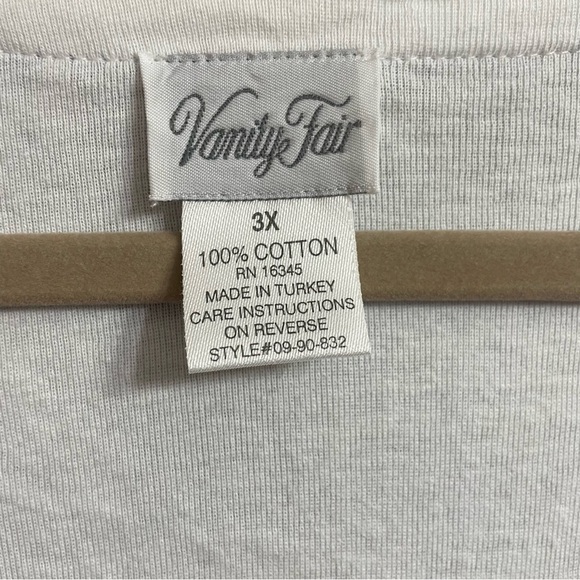 Vanity Fair
3X
100% COTTON
RN 16345
MADE IN TURKEY
CARE INSTRUCTIONS
ON REVERSE
STYLE#09-90-832